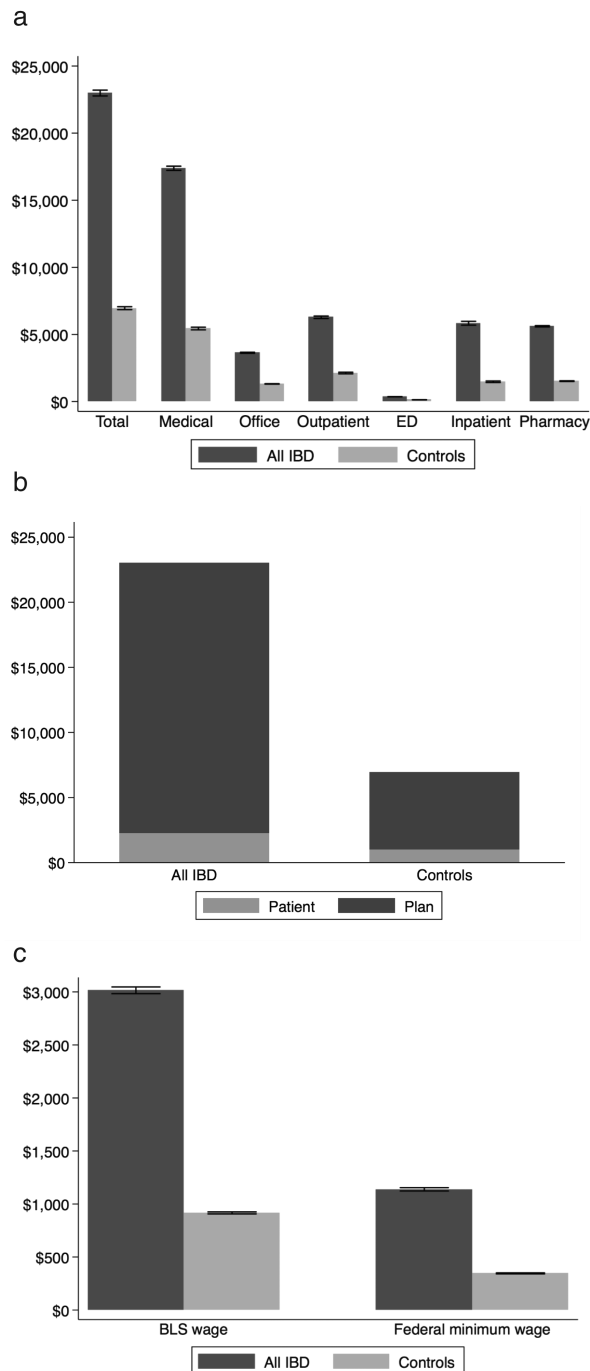 a
$25,000
$20,000
$15,000
$10,000
$5,000
$0
Total Medical Office Outpatient ED Inpatient Pharmacy
All IBD Controls
b
$25,000
$20,000
$15,000
$10,000
$5,000
$0
All IBD Controls
Patient Plan
c
$3,000
$2,500
$2,000
$1,500
$1,000
$500
$0
BLS wage Federal minimum wage
All IBD Controls